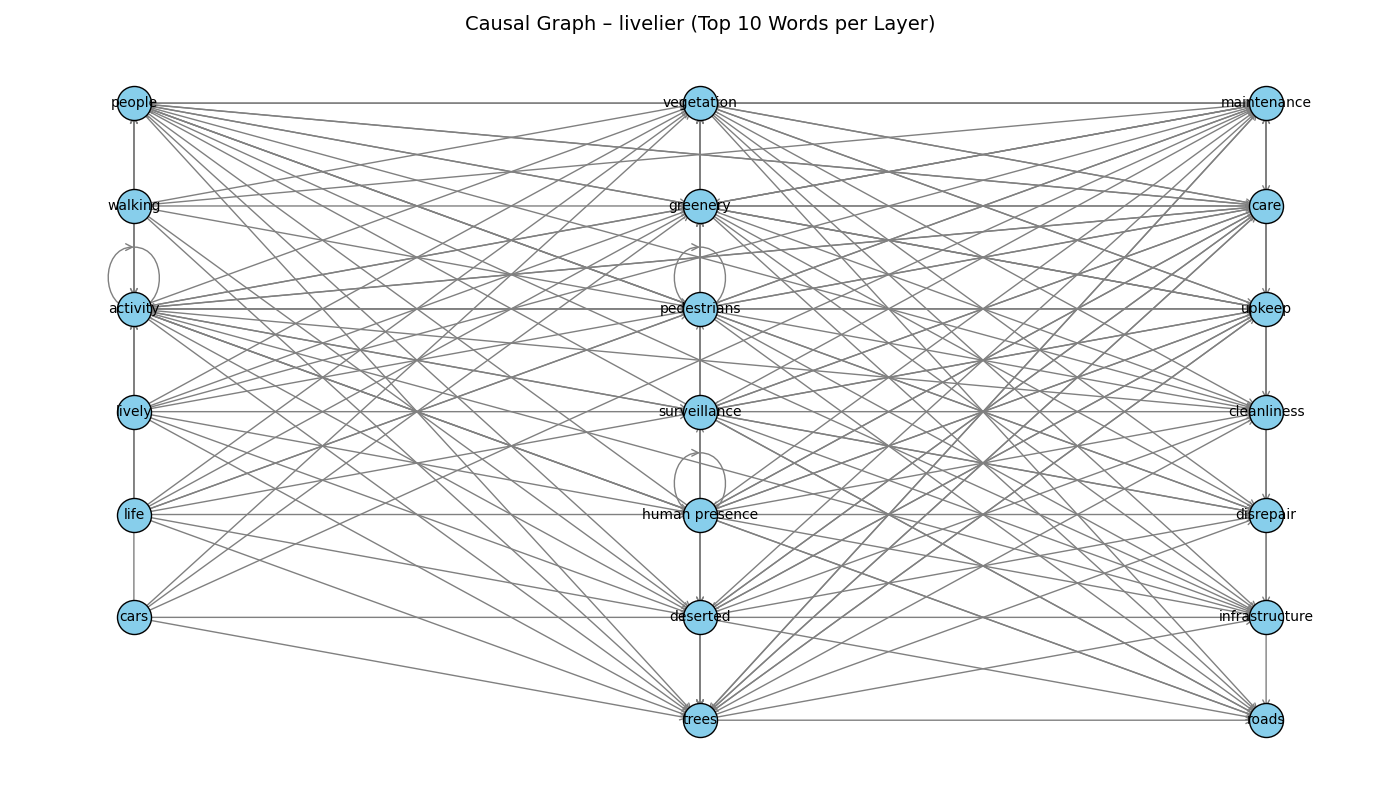 Causal Graph – livelier (Top 10 Words per Layer)
people
vegetation
maintenance
walking
greenery
care
activity
pedestrians
upkeep
lively
surveillance
cleanliness
life
human presence
disrepair
cars
deserted
infrastructure
trees
roads